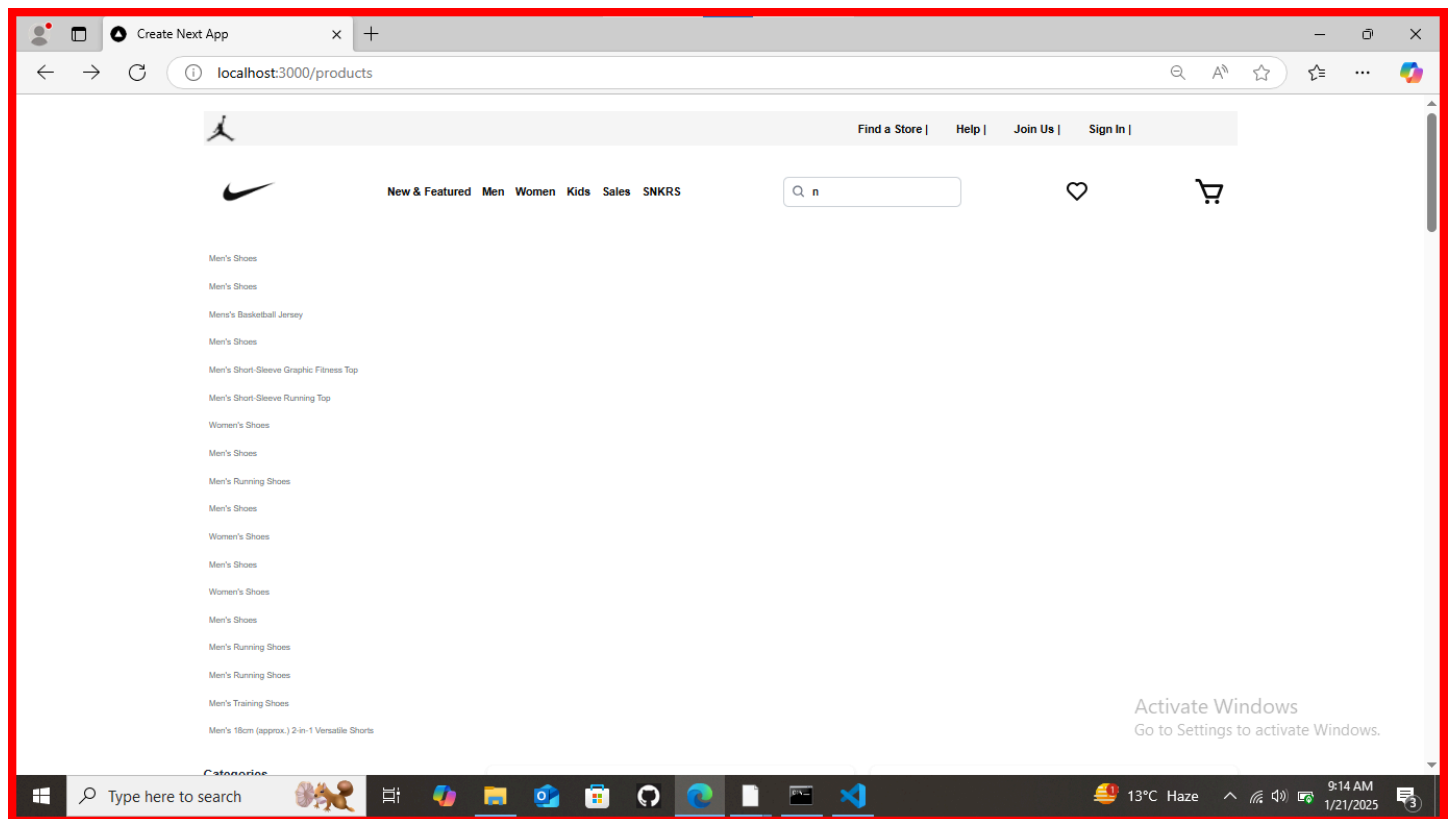 Create Next App
localhost:3000/products
Find a Store | Help | Join Us | Sign In |
New & Featured Men Women Kids Sales SNKRS n
Men's Shoes
Men's Shoes
Mens's Basketball Jersey
Men's Shoes
Men's Short-Sleeve Graphic Fitness Top
Men's Short-Sleeve Running Top
Women's Shoes
Men's Shoes
Men's Running Shoes
Men's Shoes
Women's Shoes
Men's Shoes
Women's Shoes
Men's Shoes
Men's Running Shoes
Men's Running Shoes
Men's Training Shoes
Men's 18cm (approx.) 2-in-1 Versatile Shorts
Activate Windows
Go to Settings to activate Windows.
Categories
Type here to search
1
13°C Haze
9:14 AM
1/21/2025
3